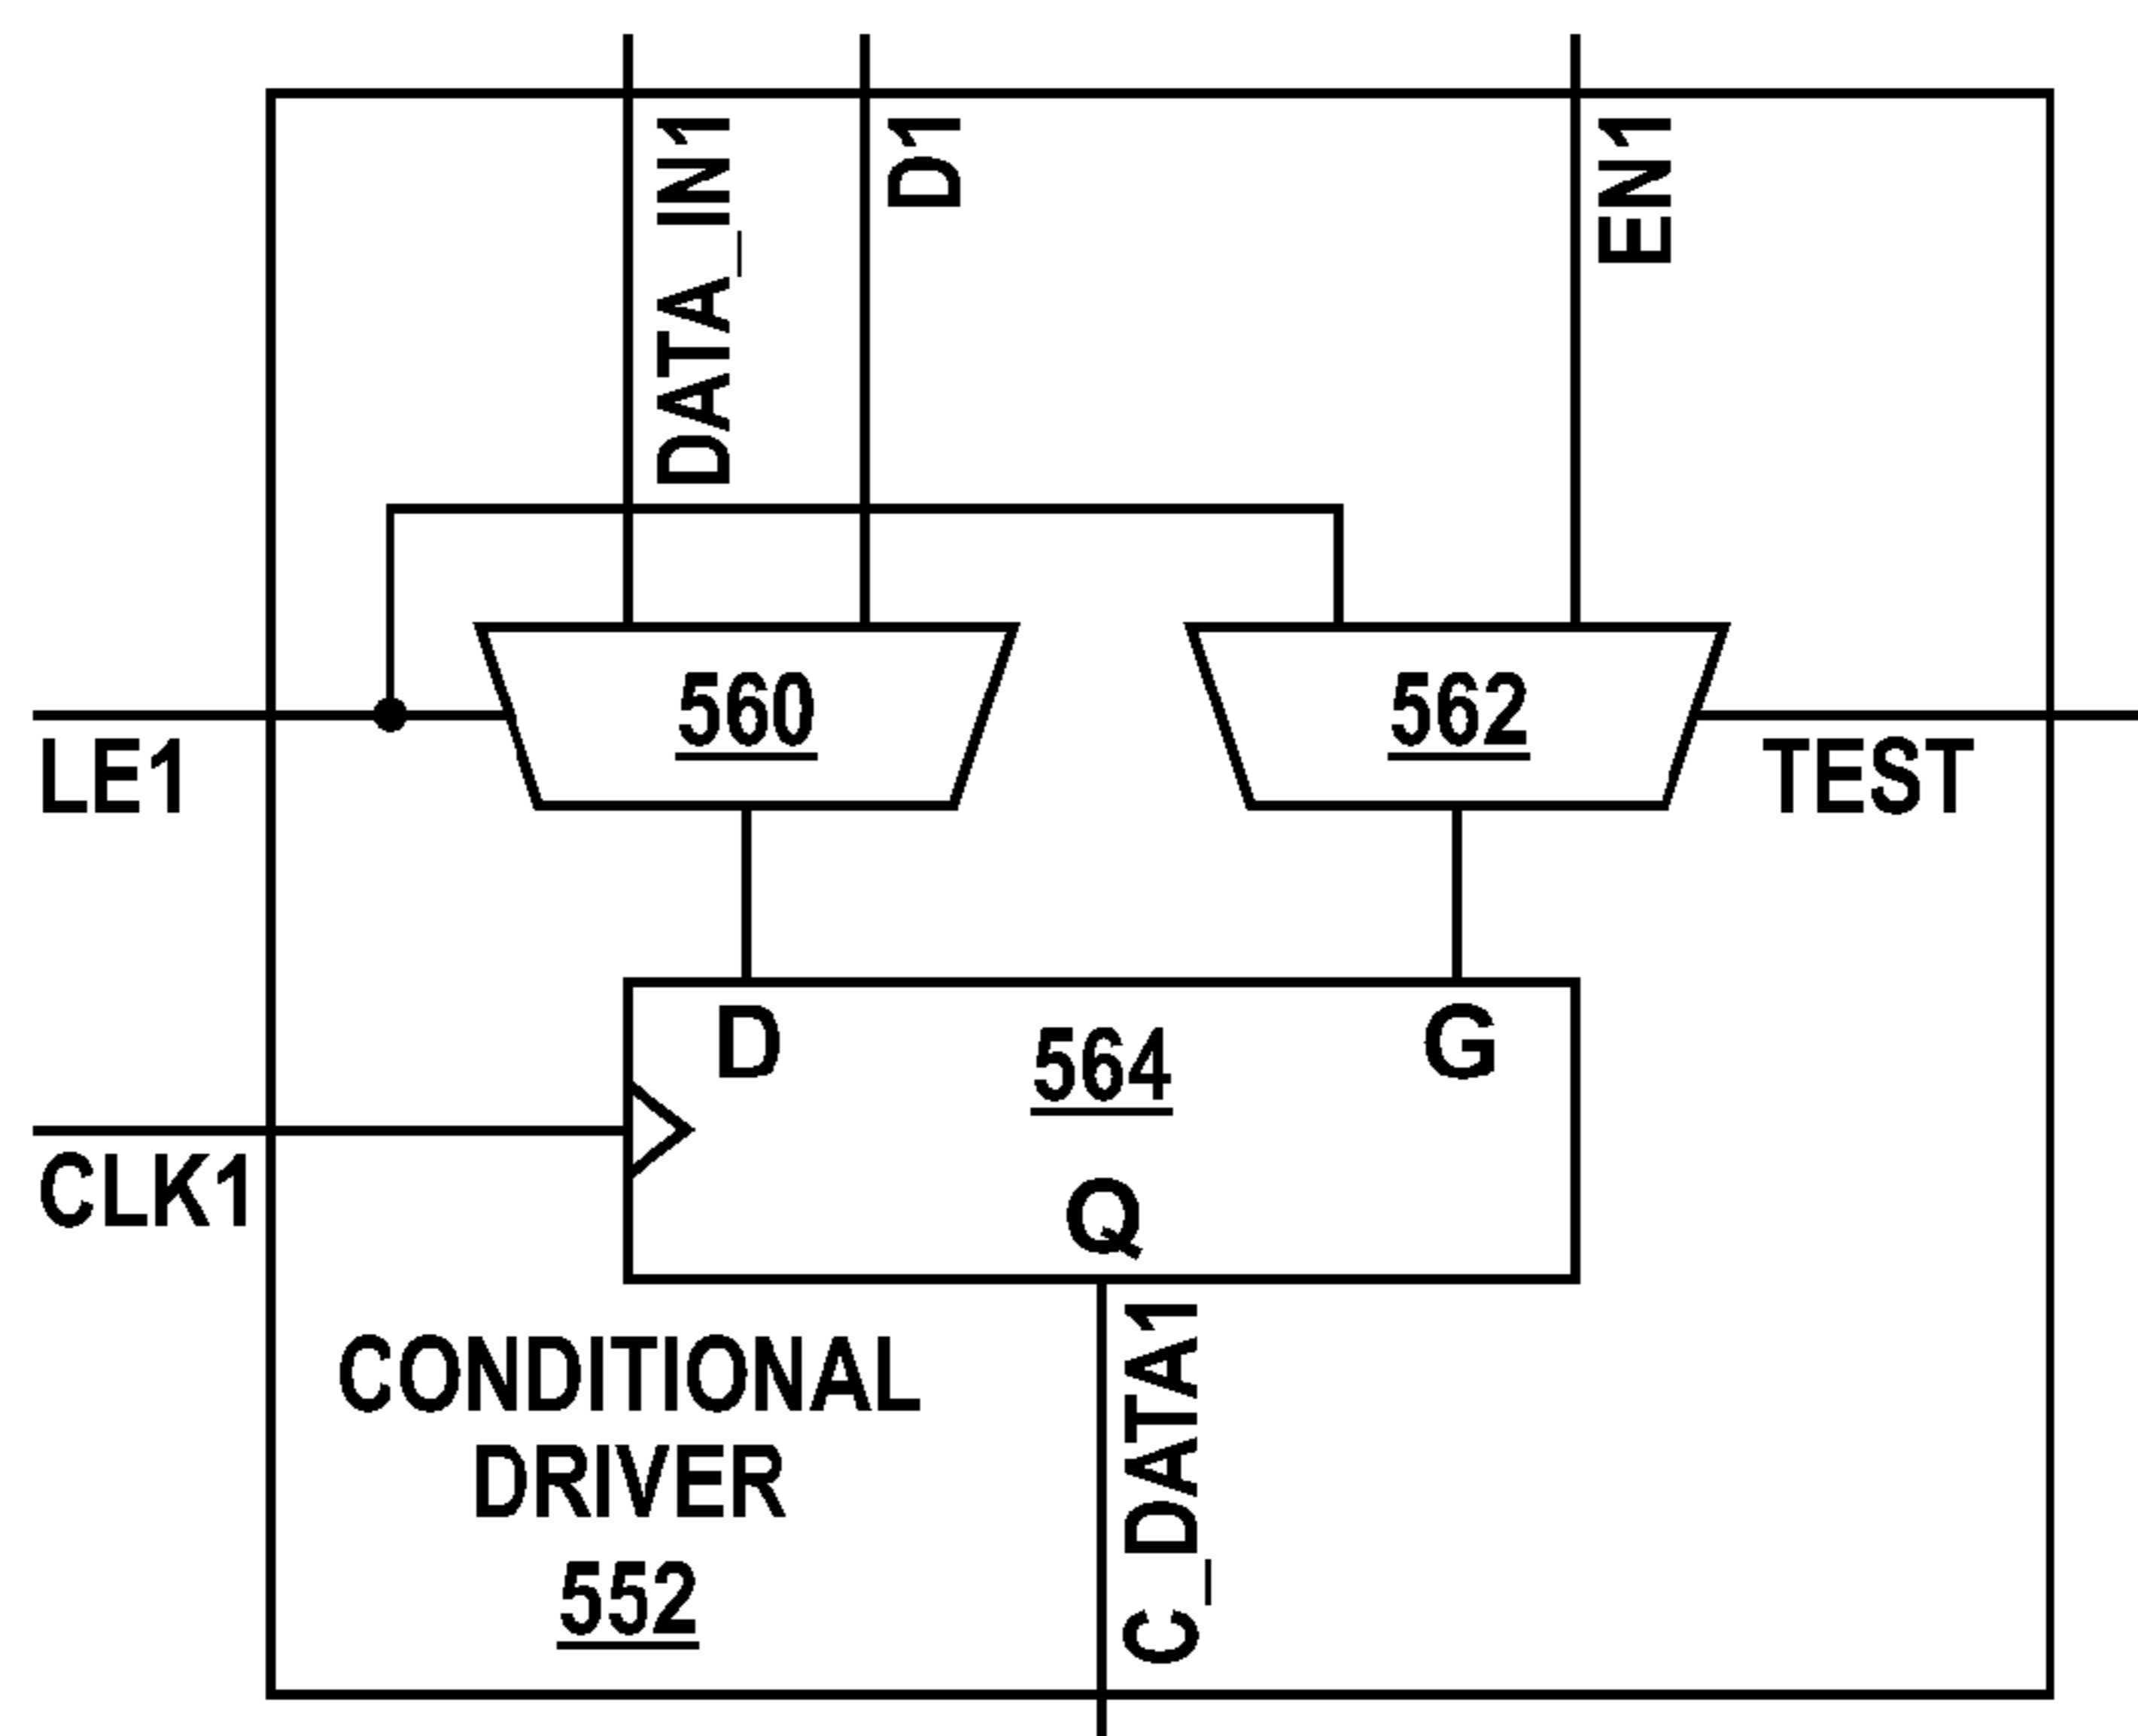 DATA_IN1
D1
EN1
560
562
LE1
TEST
D
564
G
CLK1
Q
C_DATA1
CONDITIONAL
DRIVER
552